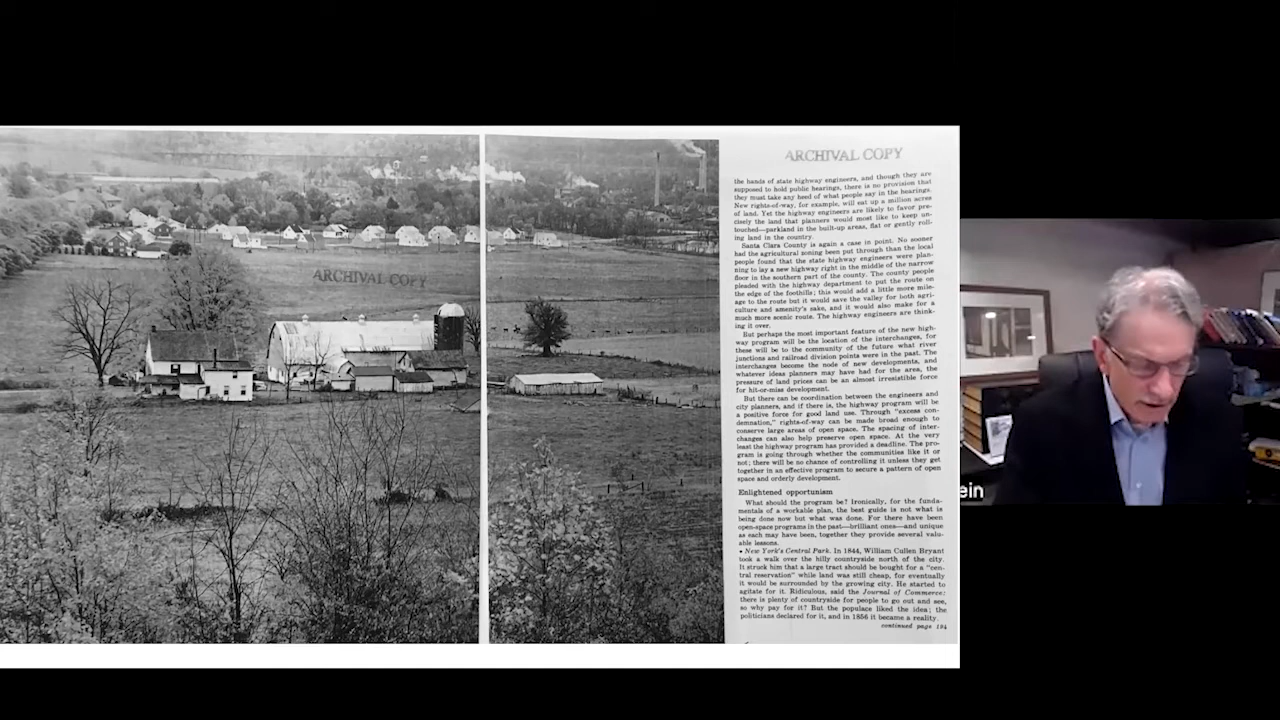 ARCHIVAL COPY
ARCHIVAL COPY
the hands of state highway engineers, and though they are
supposed to hold public hearings, there is no provision that
they must take any heed of what people say in the hearings.
New rights-of-way, for example, will eat up a million acres
of land. Yet the highway engineers are likely to favor pre-
cisely the land that planners would most like to keep un-
touched—parkland in the built-up areas, flat or gently roll-
ing land in the country.
Santa Clara County is again a case in point. No sooner
had the agricultural zoning been put through than the local
people found that the state highway engineers were plan-
ning to lay a new highway right in the middle of the narrow
floor in the southern part of the county. The county people
pleaded with the highway department to put the route on
the edge of the foothills; this would add a little more mile-
age to the route but it would save the valley for both agri-
culture and amenity's sake, and it would also make for a
much more scenic route. The highway engineers are think-
ing it over.
But perhaps the most important feature of the new high-
way program will be the location of the interchanges, for
these will be to the community of the future what river
junctions and railroad division points were in the past. The
interchanges become the node of new developments, and
whatever ideas planners may have had for the area, the
pressure of land prices can be an almost irresistible force
for hit-or-miss development.
But there can be coordination between the engineers and
city planners, and if there is, the highway program will be
a positive force for good land use. Through "excess con-
demnation," rights-of-way can be made broad enough to
conserve large areas of open space. The spacing of inter-
changes can also help preserve open space. At the very
least the highway program has provided a deadline. The pro-
gram is going through whether the communities like it or
not; there will be no chance of controlling it unless they get
together in an effective program to secure a pattern of open
space and orderly development.
Enlightened opportunism
What should the program be? Ironically, for the funda-
mentals of a workable plan, the best guide is not what is
being done now but what was done. For there have been
open-space programs in the past—brilliant ones—and unique
as each may have been, together they provide several valu-
able lessons.
• New York's Central Park. In 1844, William Cullen Bryant
took a walk over the hilly countryside north of the city.
It struck him that a large tract should be bought for a "cen-
tral reservation" while land was still cheap, for eventually
it would be surrounded by the growing city. He started to
agitate for it. Ridiculous, said the Journal of Commerce:
there is plenty of countryside for people to go out and see,
so why pay for it? But the populace liked the idea; the
politicians declared for it, and in 1856 it became a reality.
continued page 194
ein